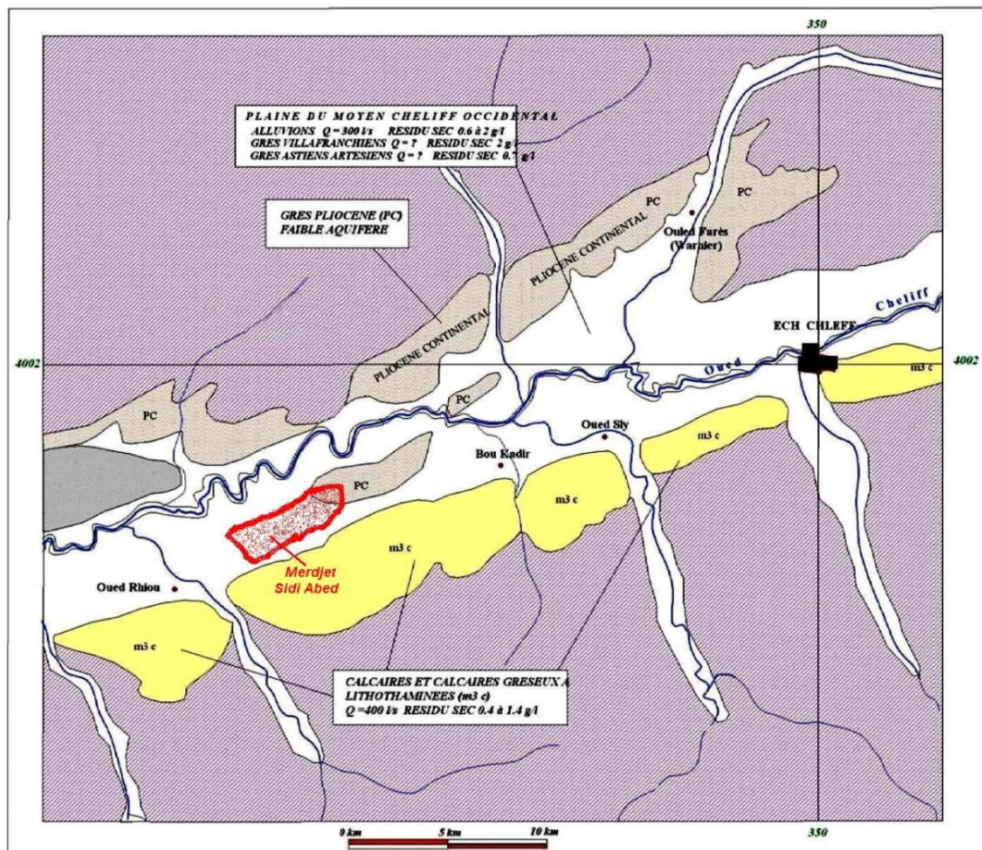 350
PLAINE DU MOYEN CHELIFF OCCIDENTAL
ALLUVIONS Q = 300 l/s RESIDU SEC 0.6 à 2 g/l
GRES VILLAFRANCHIENS Q = ? RESIDU SEC 2 g/l
GRES ASTIENS ARTESIENS Q = ? RESIDU SEC 0.7 g/l
PC
PC
GRES PLIOCENE (PC)
FAIBLE AQUIFERE
PLIOCENE CONTINENTAL
Ouled Farès
(Warnier)
Cheliff
ECH CHLEFF
PLIOCENE CONTINENTAL
Oued
4002
4002
m3 c
PC
PC
Oued Sly
m3 c
Bou Kadir
PC
m3 c
m3 c
Merdjet
Sidi Abed
Oued Rhiou
m3 c
CALCAIRES ET CALCAIRES GRESEUX A
LITHOTHAMINEES (m3 c)
Q =400 l/s RESIDU SEC 0.4 à 1.4 g/l
0 km
5 km
10 km
350